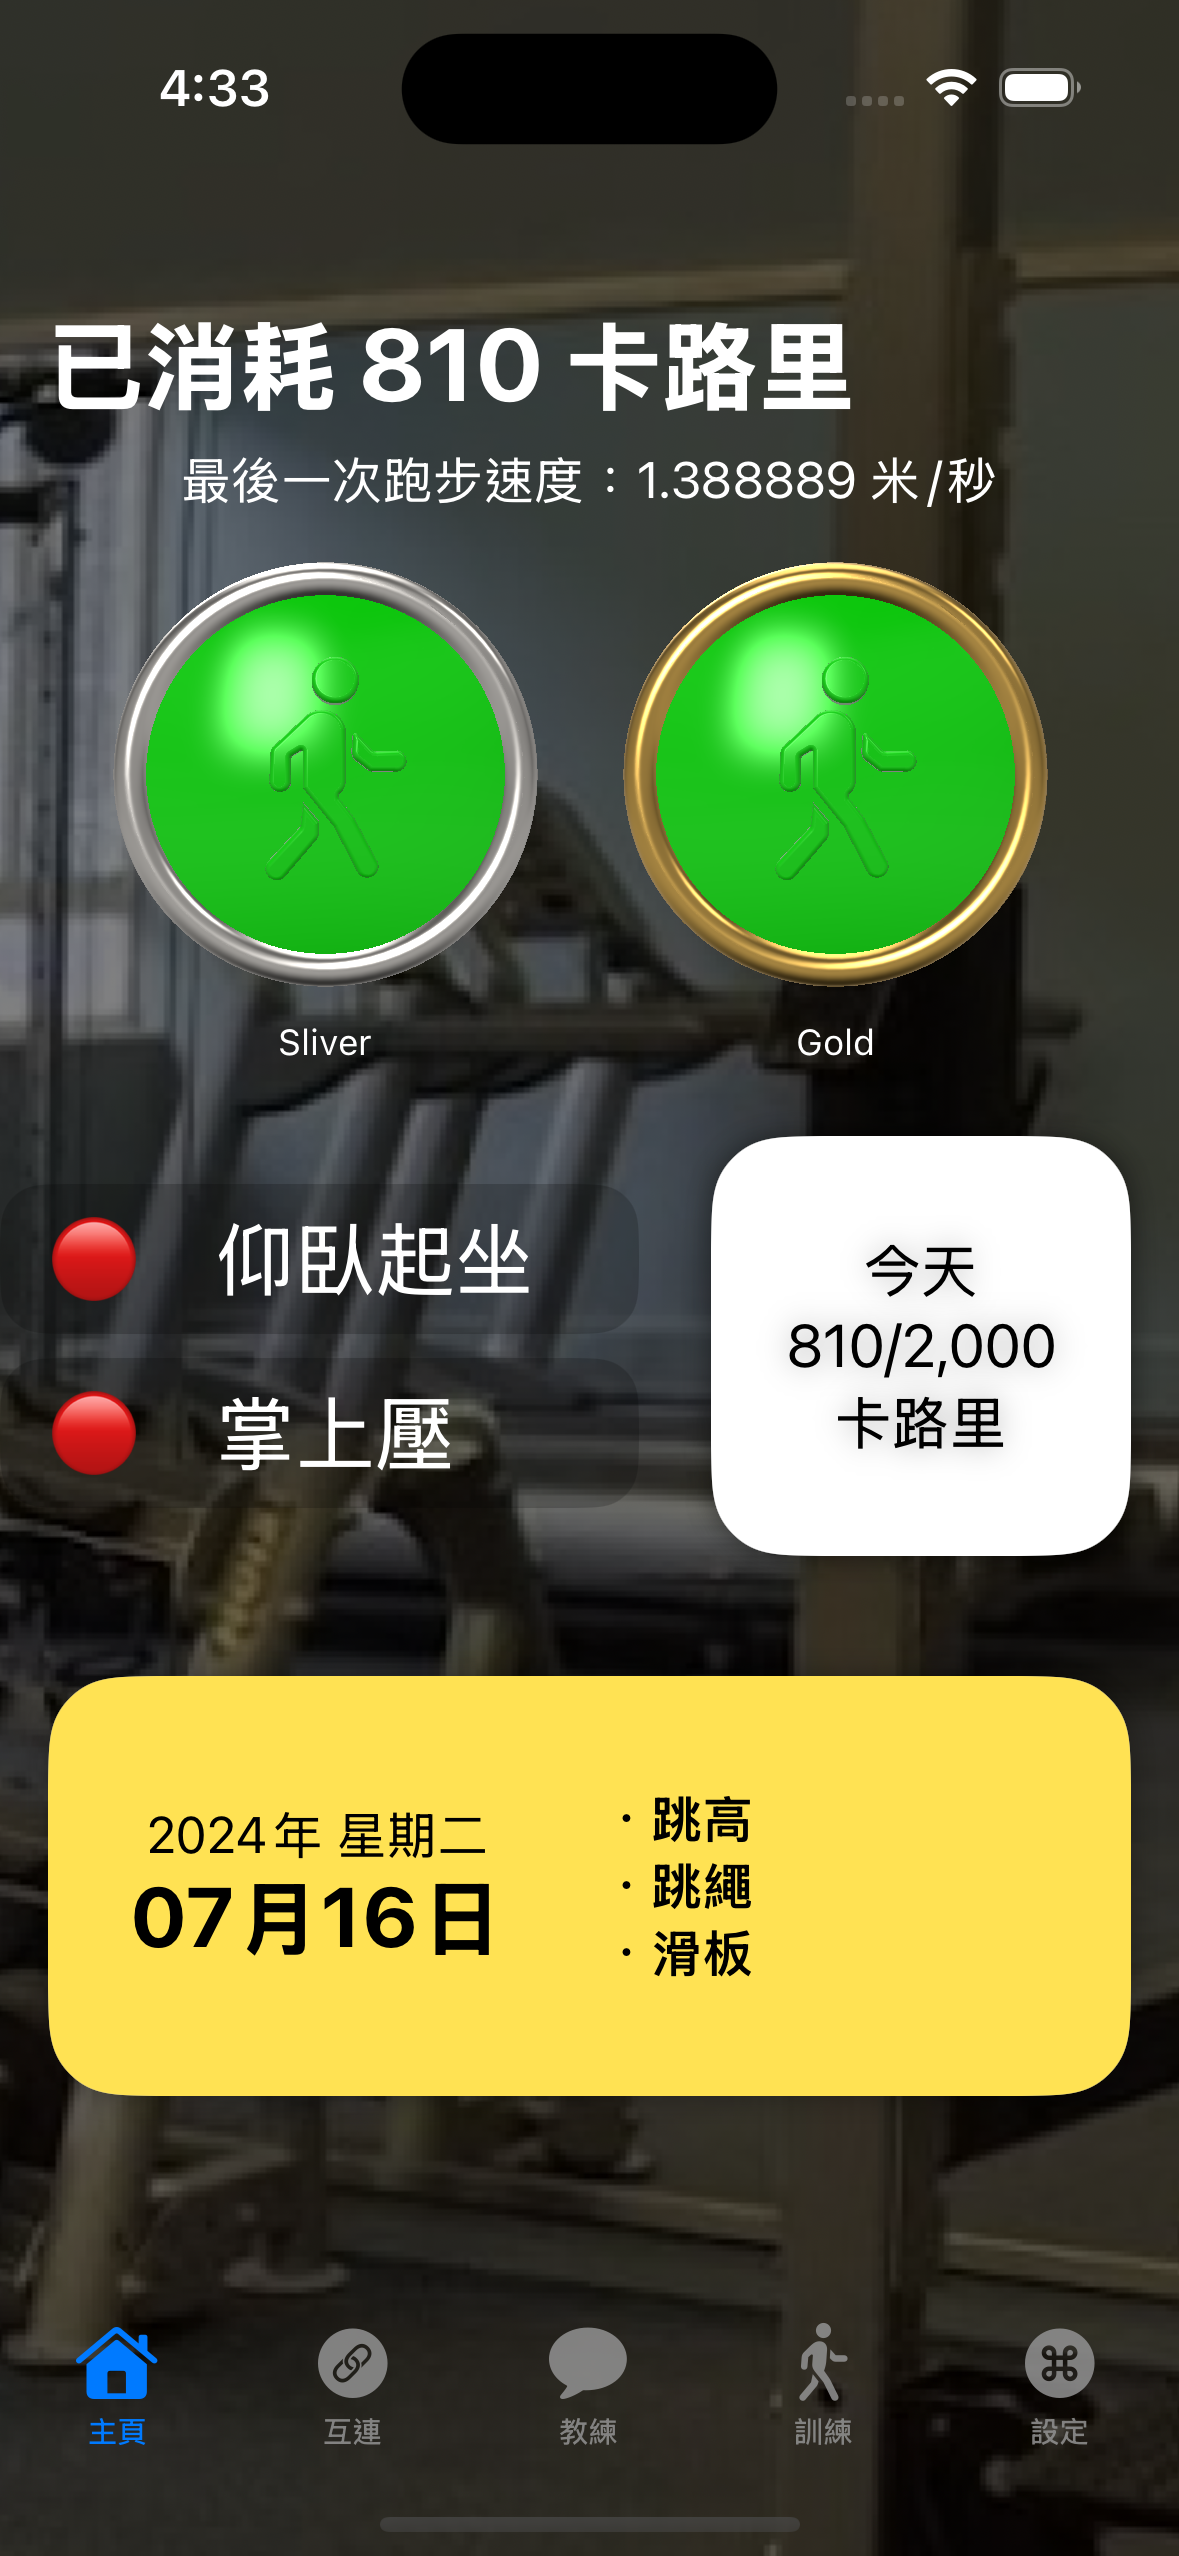 4:33
已消耗 810 卡路里
最後一次跑步速度：1.388889 米/秒
Sliver
Gold
仰臥起坐
掌上壓
今天
810/2,000
卡路里
2024年 星期二
07月16日
· 跳高
· 跳繩
· 滑板
主頁
互連
教練
訓練
設定